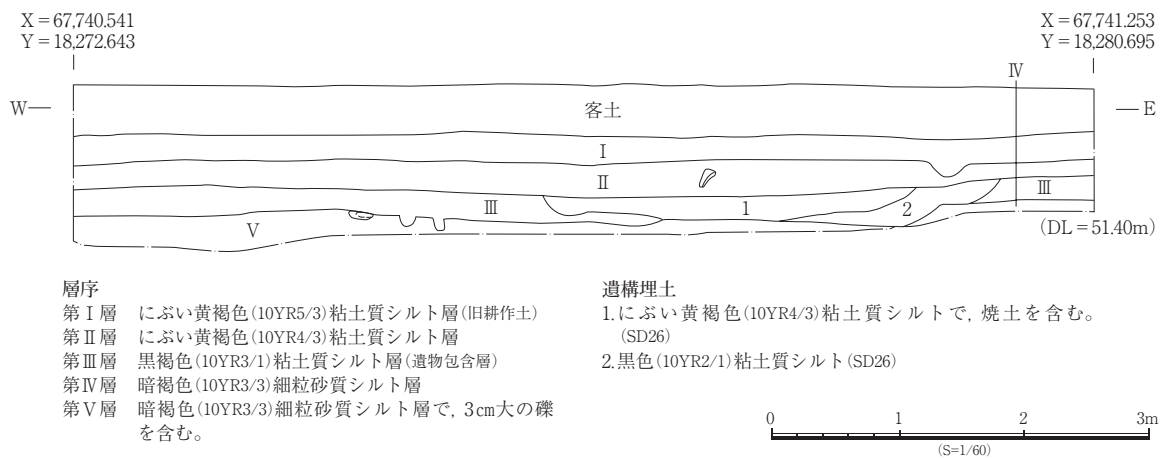 X = 67,740.541
Y = 18,272.643
X = 67,741.253
Y = 18,280.695
Ⅳ
W
E
客土
Ⅰ
Ⅱ
Ⅲ
Ⅲ
1
2
Ⅴ
(DL = 51.40m)
層序
第Ⅰ層 にぶい黄褐色(10YR5/3)粘土質シルト層(旧耕作土)
第Ⅱ層 にぶい黄褐色(10YR4/3)粘土質シルト層
第Ⅲ層 黒褐色(10YR3/1)粘土質シルト層(遺物包含層)
第Ⅳ層 暗褐色(10YR3/3)細粒砂質シルト層
第Ⅴ層 暗褐色(10YR3/3)細粒砂質シルト層で, 3㎝大の礫
を含む。
遺構埋土
1.にぶい黄褐色(10YR4/3)粘土質シルトで, 焼土を含む。
(SD26)
2.黒色(10YR2/1)粘土質シルト(SD26)
0 1 2 3m
(S=1/60)